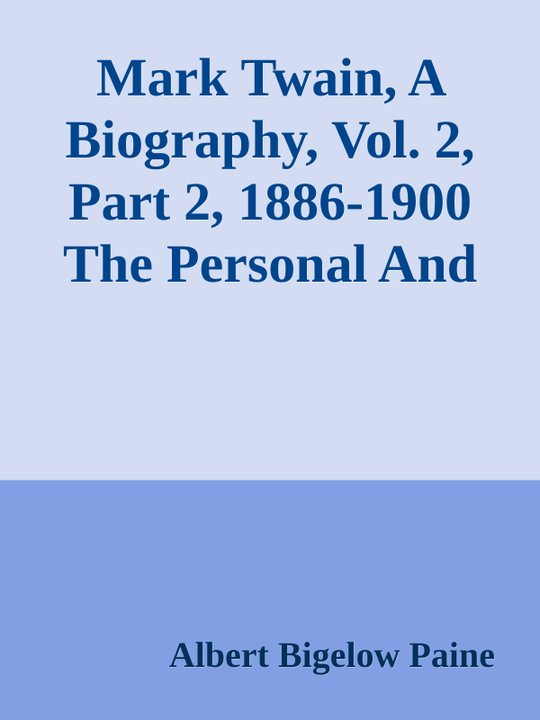 Mark Twain, A
Biography, Vol. 2,
Part 2, 1886-1900
The Personal And
Albert Bigelow Paine